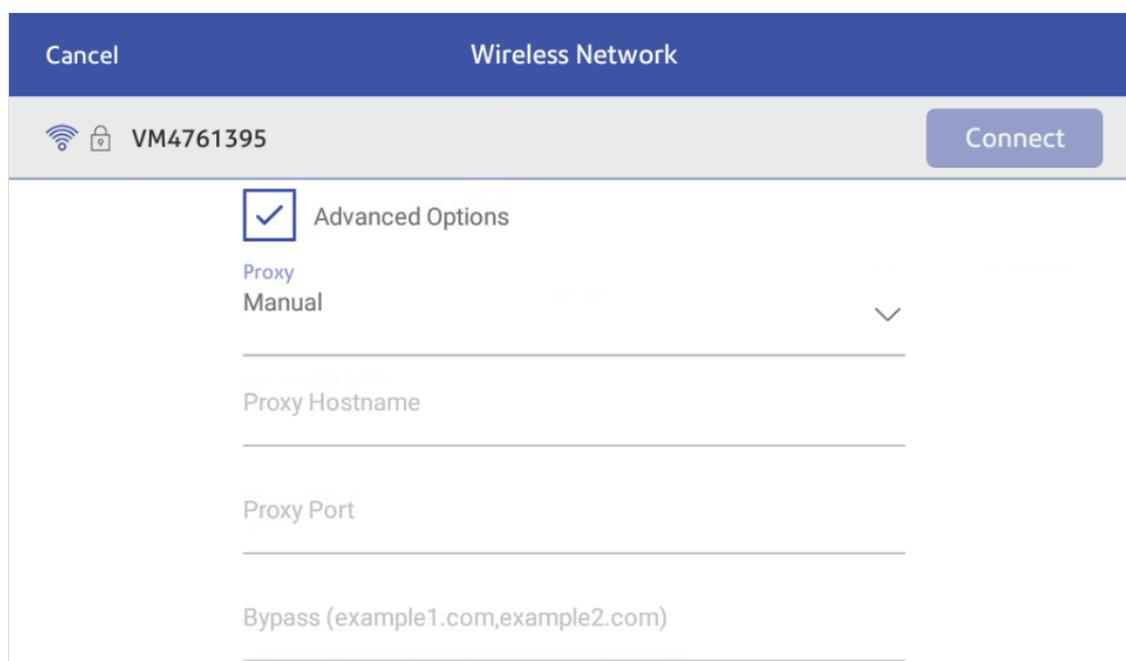 Cancel
Wireless Network
VM4761395
Connect
Advanced Options
Proxy
Manual
Proxy Hostname
Proxy Port
Bypass (example1.com,example2.com)